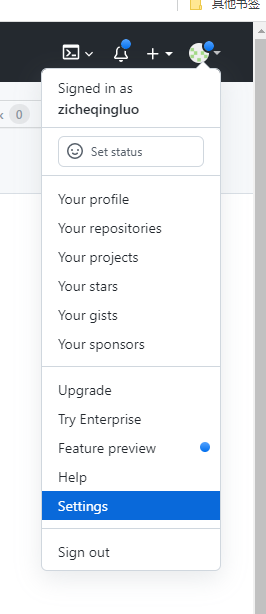 其他书签
0
Signed in as
zicheqingluo
Set status
Your profile
Your repositories
Your projects
Your stars
Your gists
Your sponsors
Upgrade
Try Enterprise
Feature preview
Help
Settings
Sign out